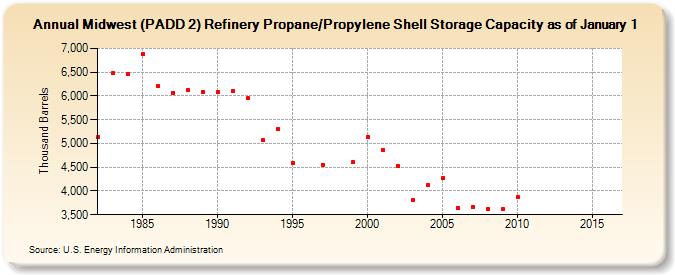 Annual Midwest (PADD 2) Refinery Propane/Propylene Shell Storage Capacity as of January 1
Thousand Barrels
7,000
6,500
6,000
5,500
5,000
4,500
4,000
3,500
1985 1990 1995 2000 2005 2010 2015
Source: U.S. Energy Information Administration